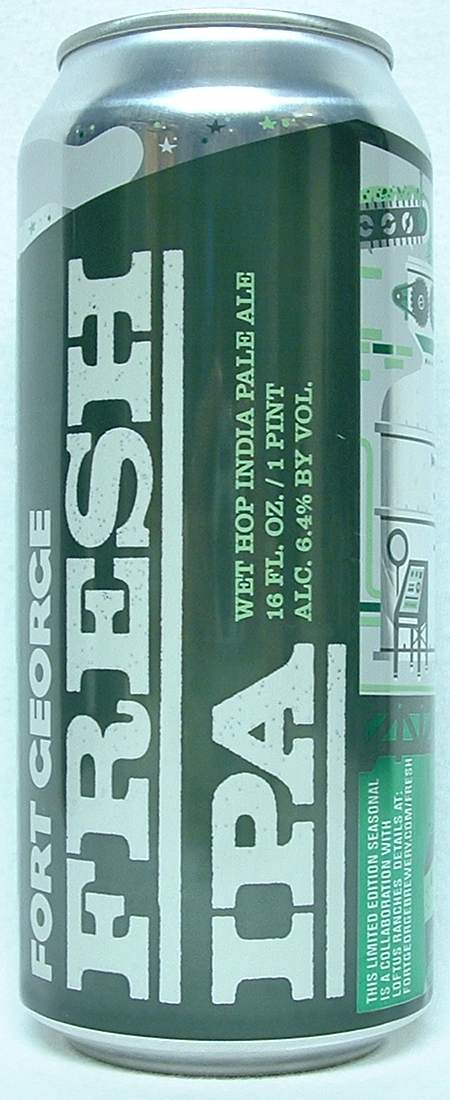 FORT GEORGE
FRESH
IPA
WET HOP INDIA PALE ALE
16 FL. OZ. / 1 PINT
ALC. 6.4% BY VOL.
THIS LIMITED EDITION SEASONAL
IS A COLLABORATION WITH
LOFTUS RANCHES. DETAILS AT:
FORTGEORGEBREWERY.COM/FRESH